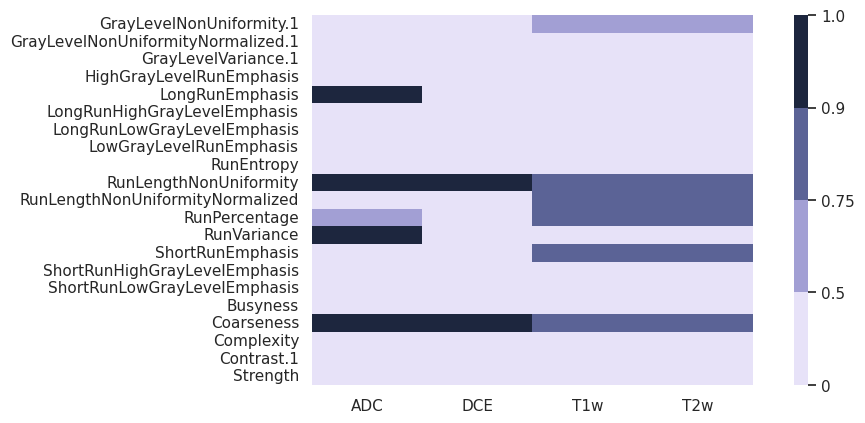 GrayLevelNonUniformity.1
GrayLevelNonUniformityNormalized.1
GrayLevelVariance.1
HighGrayLevelRunEmphasis
LongRunEmphasis
LongRunHighGrayLevelEmphasis
LongRunLowGrayLevelEmphasis
LowGrayLevelRunEmphasis
RunEntropy
RunLengthNonUniformity
RunLengthNonUniformityNormalized
RunPercentage
RunVariance
ShortRunEmphasis
ShortRunHighGrayLevelEmphasis
ShortRunLowGrayLevelEmphasis
Busyness
Coarseness
Complexity
Contrast.1
Strength
ADC DCE T1w T2w
1.0
0.9
0.75
0.5
0